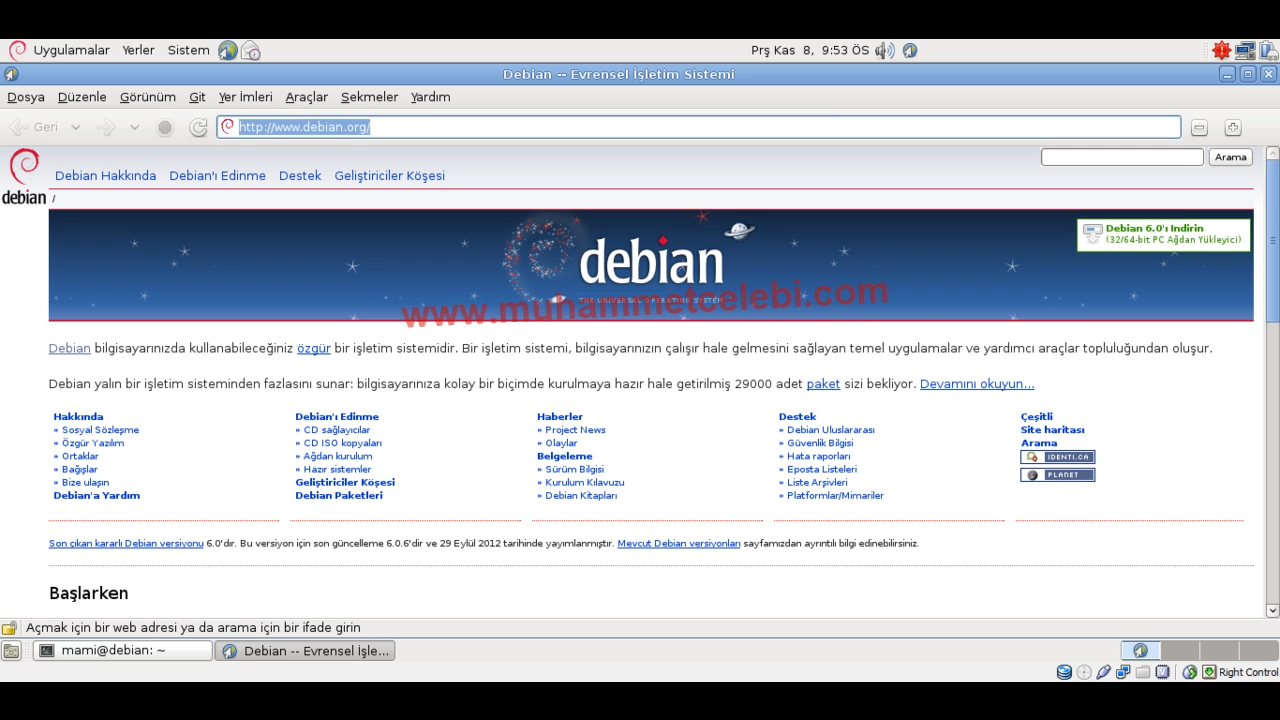 Uygulamalar Yerler Sistem Prş Kas 8, 9:53 ÖS
Debian -- Evrensel İşletim Sistemi
Dosya Düzenle Görünüm Git Yer İmleri Araçlar Sekmeler Yardım
Geri http://www.debian.org/
Arama
Debian Hakkında Debian'ı Edinme Destek Geliştiriciler Köşesi
debian /
Debian 6.0'ı Indirin
(32/64-bit PC Ağdan Yükleyici)
debian
THE UNIVERSAL OPERATING SYSTEM
www.muhammetcelebi.com
Debian bilgisayarınızda kullanabileceğiniz özgür bir işletim sistemidir. Bir işletim sistemi, bilgisayarınızın çalışır hale gelmesini sağlayan temel uygulamalar ve yardımcı araçlar topluluğundan oluşur.
Debian yalın bir işletim sisteminden fazlasını sunar: bilgisayarınıza kolay bir biçimde kurulmaya hazır hale getirilmiş 29000 adet paket sizi bekliyor. Devamını okuyun...
Hakkında Debian'ı Edinme Haberler Destek Çeşitli
» Sosyal Sözleşme » CD sağlayıcılar » Project News » Debian Uluslararası Site haritası
» Özgür Yazılım » CD ISO kopyaları » Olaylar » Güvenlik Bilgisi Arama
» Ortaklar » Ağdan kurulum Belgeleme » Hata raporları IDENTI.CA
» Bağışlar » Hazır sistemler » Sürüm Bilgisi » Eposta Listeleri PLANET
» Bize ulaşın Geliştiriciler Köşesi » Kurulum Kılavuzu » Liste Arşivleri
Debian'a Yardım Debian Paketleri » Debian Kitapları » Platformlar/Mimariler
Son çıkan kararlı Debian versiyonu 6.0'dır. Bu versiyon için son güncelleme 6.0.6'dır ve 29 Eylül 2012 tarihinde yayımlanmıştır. Mevcut Debian versiyonları sayfamızdan ayrıntılı bilgi edinebilirsiniz.
Başlarken
Açmak için bir web adresi ya da arama için bir ifade girin
mami@debian: ~ Debian -- Evrensel İşle...
Right Control